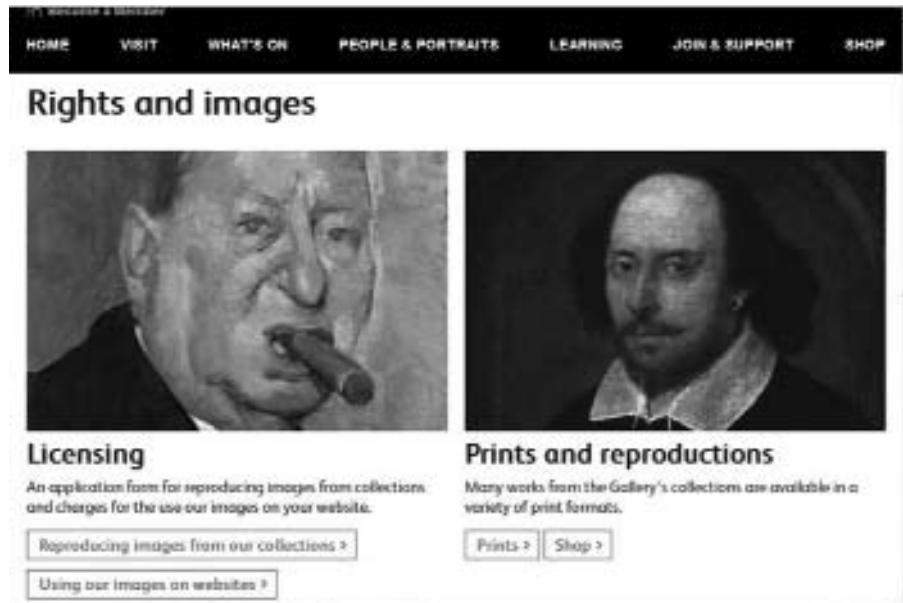 Become a Member
HOME VISIT WHAT'S ON PEOPLE & PORTRAITS LEARNING JOIN & SUPPORT SHOP
Rights and images
Licensing
An application form for reproducing images from collections
and charges for the use our images on your website.
Reproducing images from our collections >
Using our images on websites >
Prints and reproductions
Many works from the Gallery's collections are available in a
variety of print formats.
Prints > Shop >